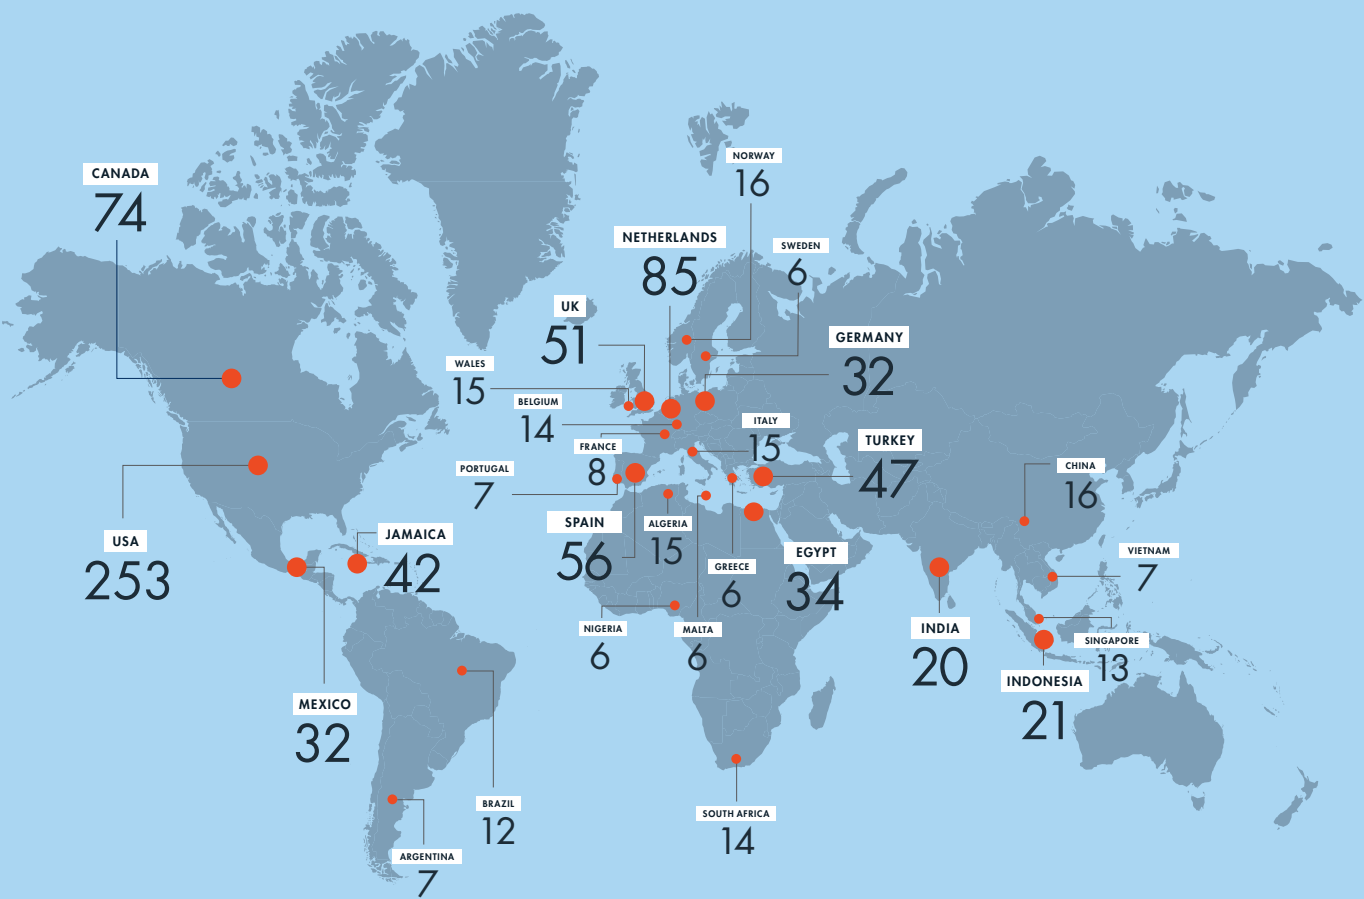 CANADA
74
NORWAY
16
NETHERLANDS
85
SWEDEN
6
UK
51
GERMANY
32
WALES
15
BELGIUM
14
ITALY
15
FRANCE
8
TURKEY
47
PORTUGAL
7
CHINA
16
USA
253
JAMAICA
42
SPAIN
56
ALGERIA
15
GREECE
6
EGYPT
34
VIETNAM
7
NIGERIA
6
MALTA
6
INDIA
20
SINGAPORE
13
INDONESIA
21
MEXICO
32
BRAZIL
12
SOUTH AFRICA
14
ARGENTINA
7